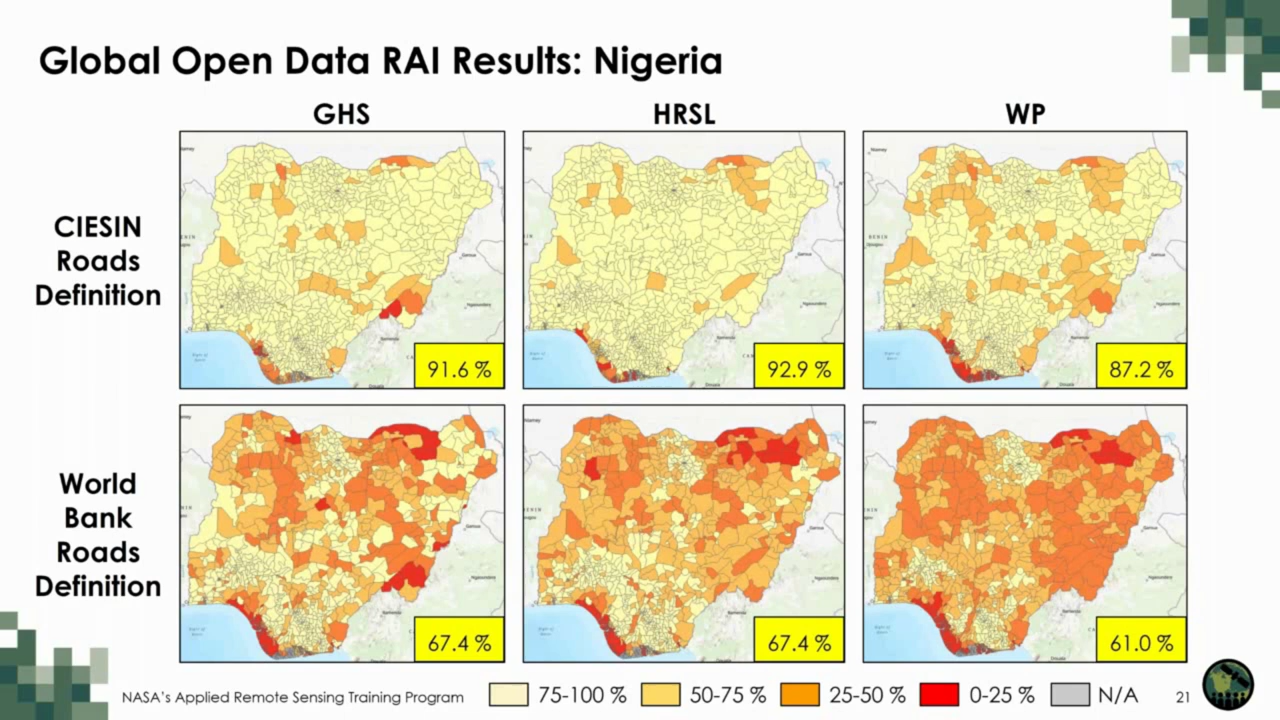 Global Open Data RAI Results: Nigeria
GHS
HRSL
WP
CIESIN
Roads
Definition
91.6 %
92.9 %
87.2 %
World
Bank
Roads
Definition
67.4 %
67.4 %
61.0 %
NASA's Applied Remote Sensing Training Program
75-100 %
50-75 %
25-50 %
0-25 %
N/A
21